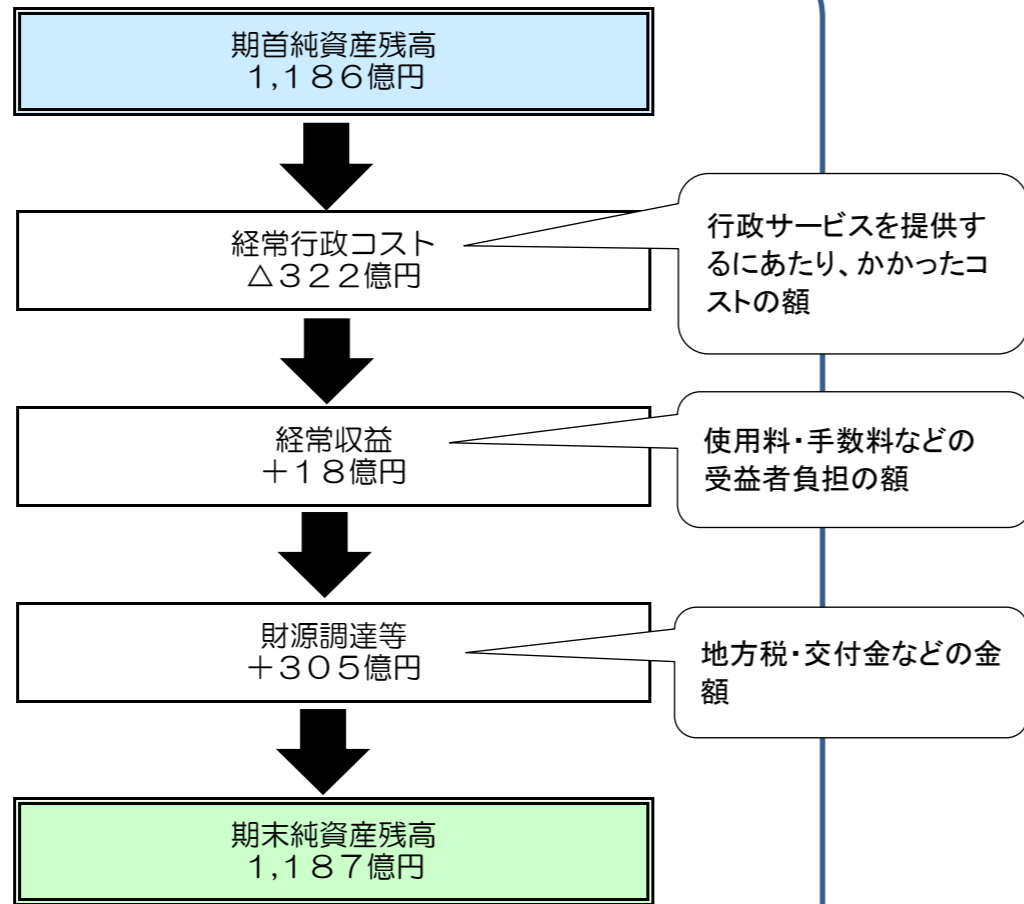 期首純資産残高
１,１８６億円
経常行政コスト
△３２２億円
行政サービスを提供す
るにあたり、かかったコ
ストの額
経常収益
＋１８億円
使用料・手数料などの
受益者負担の額
財源調達等
＋３０５億円
地方税・交付金などの金
額
期末純資産残高
１,１８７億円